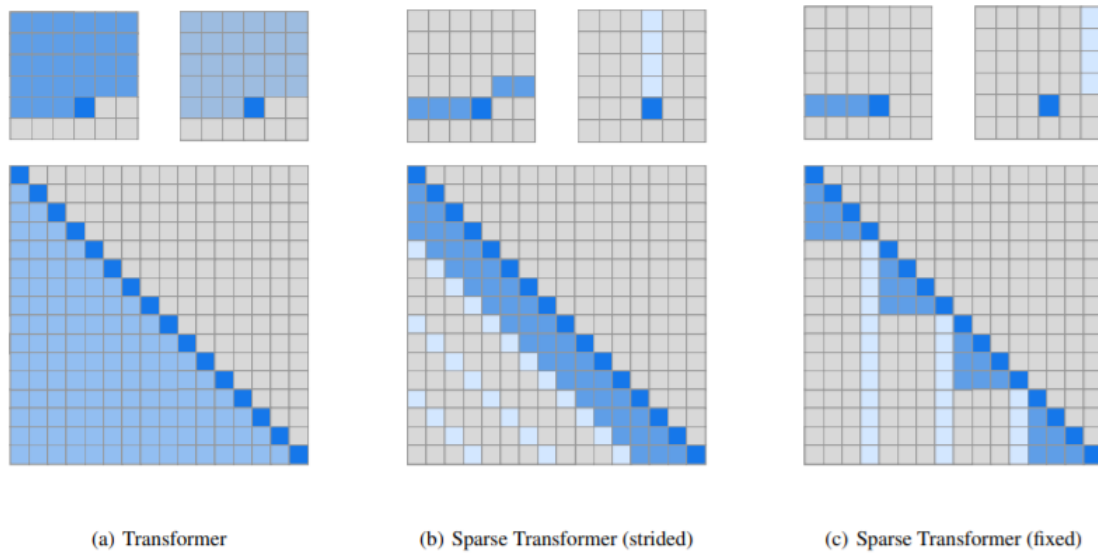 (a) Transformer
(b) Sparse Transformer (strided)
(c) Sparse Transformer (fixed)